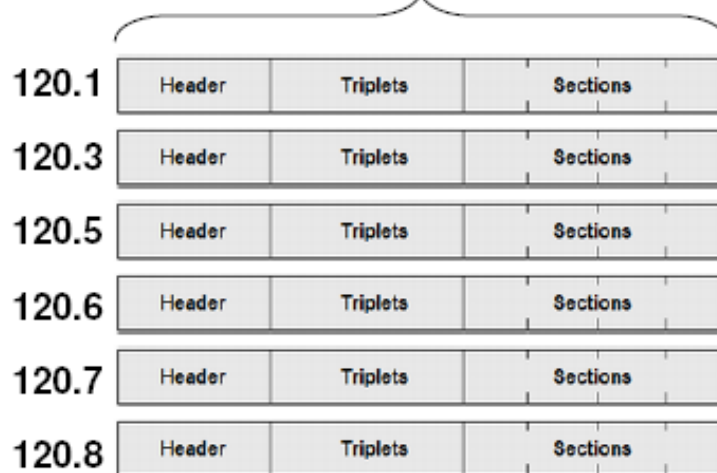 120.1 Header Triplets Sections
120.3 Header Triplets Sections
120.5 Header Triplets Sections
120.6 Header Triplets Sections
120.7 Header Triplets Sections
120.8 Header Triplets Sections